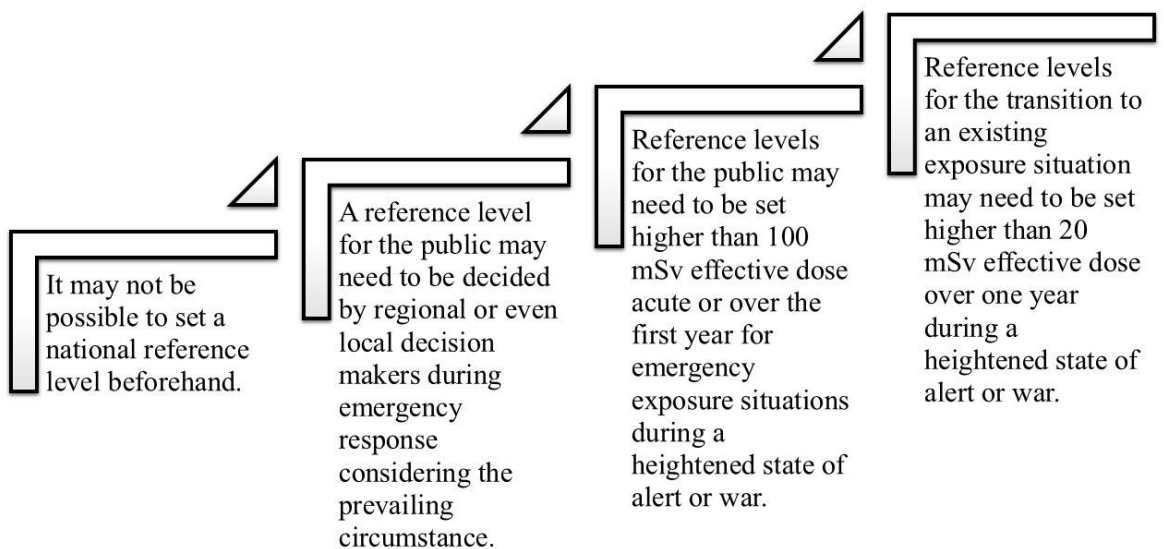 It may not be
possible to set a
national reference
level beforehand.
A reference level
for the public may
need to be decided
by regional or even
local decision
makers during
emergency
response
considering the
prevailing
circumstance.
Reference levels
for the public may
need to be set
higher than 100
mSv effective dose
acute or over the
first year for
emergency
exposure situations
during a
heightened state of
alert or war.
Reference levels
for the transition to
an existing
exposure situation
may need to be set
higher than 20
mSv effective dose
over one year
during a
heightened state of
alert or war.